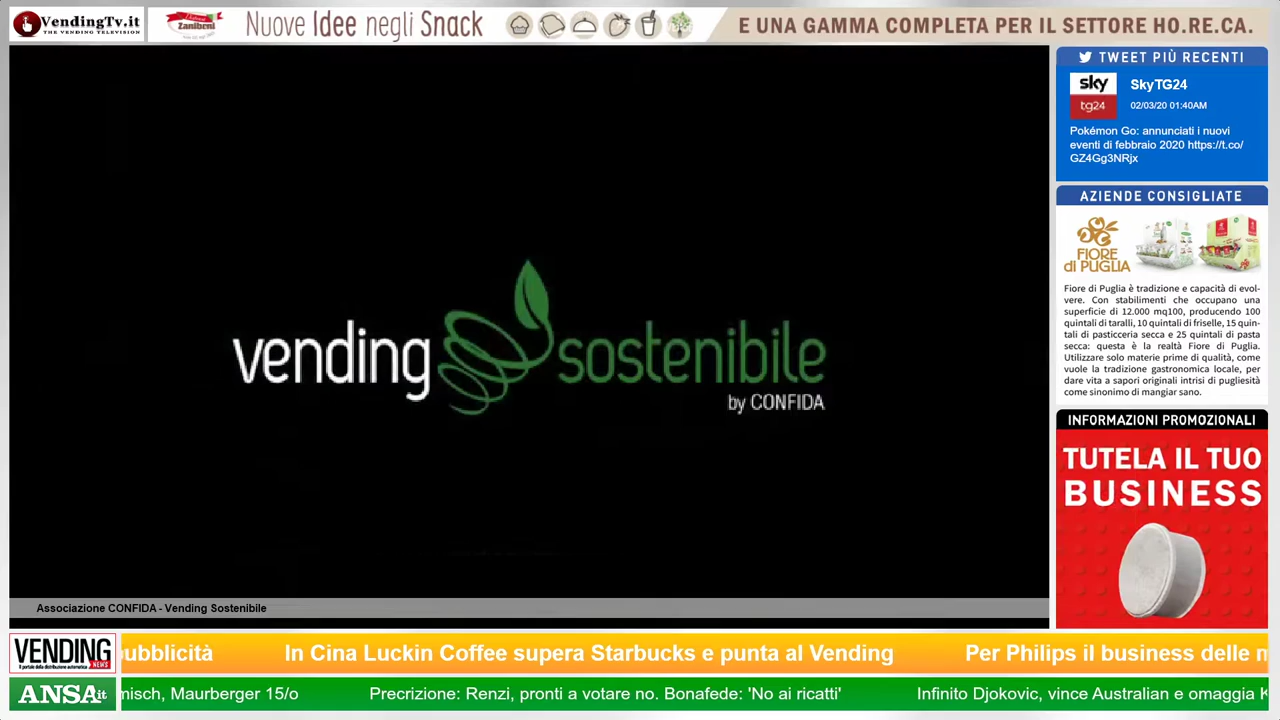 VendingTv.it
THE VENDING TELEVISION
Zaniboni
Nuove Idee negli Snack
E UNA GAMMA COMPLETA PER IL SETTORE HO.RE.CA.
TWEET PIÙ RECENTI
sky
tg24
SkyTG24
02/03/20 01:40AM
Pokémon Go: annunciati i nuovi
eventi di febbraio 2020 https://t.co/
GZ4Gg3NRjx
AZIENDE CONSIGLIATE
FIORE
di PUGLIA
Fiore di Puglia è tradizione e capacità di evol-
vere. Con stabilimenti che occupano una
superficie di 12.000 mq100, producendo 100
quintali di taralli, 10 quintali di friselle, 15 quin-
tali di pasticceria secca e 25 quintali di pasta
secca: questa è la realtà Fiore di Puglia.
Utilizzare solo materie prime di qualità, come
vuole la tradizione gastronomica locale, per
dare vita a sapori originali intrisi di pugliesità
come sinonimo di mangiar sano.
INFORMAZIONI PROMOZIONALI
TUTELA IL TUO
BUSINESS
vending sostenibile
by CONFIDA
Associazione CONFIDA - Vending Sostenibile
VENDING
NEWS
Il portale della distribuzione automatica
ubblicità In Cina Luckin Coffee supera Starbucks e punta al Vending Per Philips il business delle m
ANSA.it
misch, Maurberger 15/o Precrizione: Renzi, pronti a votare no. Bonafede: 'No ai ricatti' Infinito Djokovic, vince Australian e omaggia K